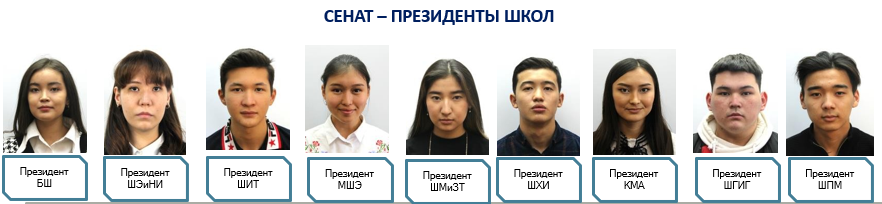 СЕНАТ – ПРЕЗИДЕНТЫ ШКОЛ
Президент
БШ
Президент
ШЭиНИ
Президент
ШИТ
Президент
МШЭ
Президент
ШМиЗТ
Президент
ШХИ
Президент
КМА
Президент
ШГИГ
Президент
ШПМ